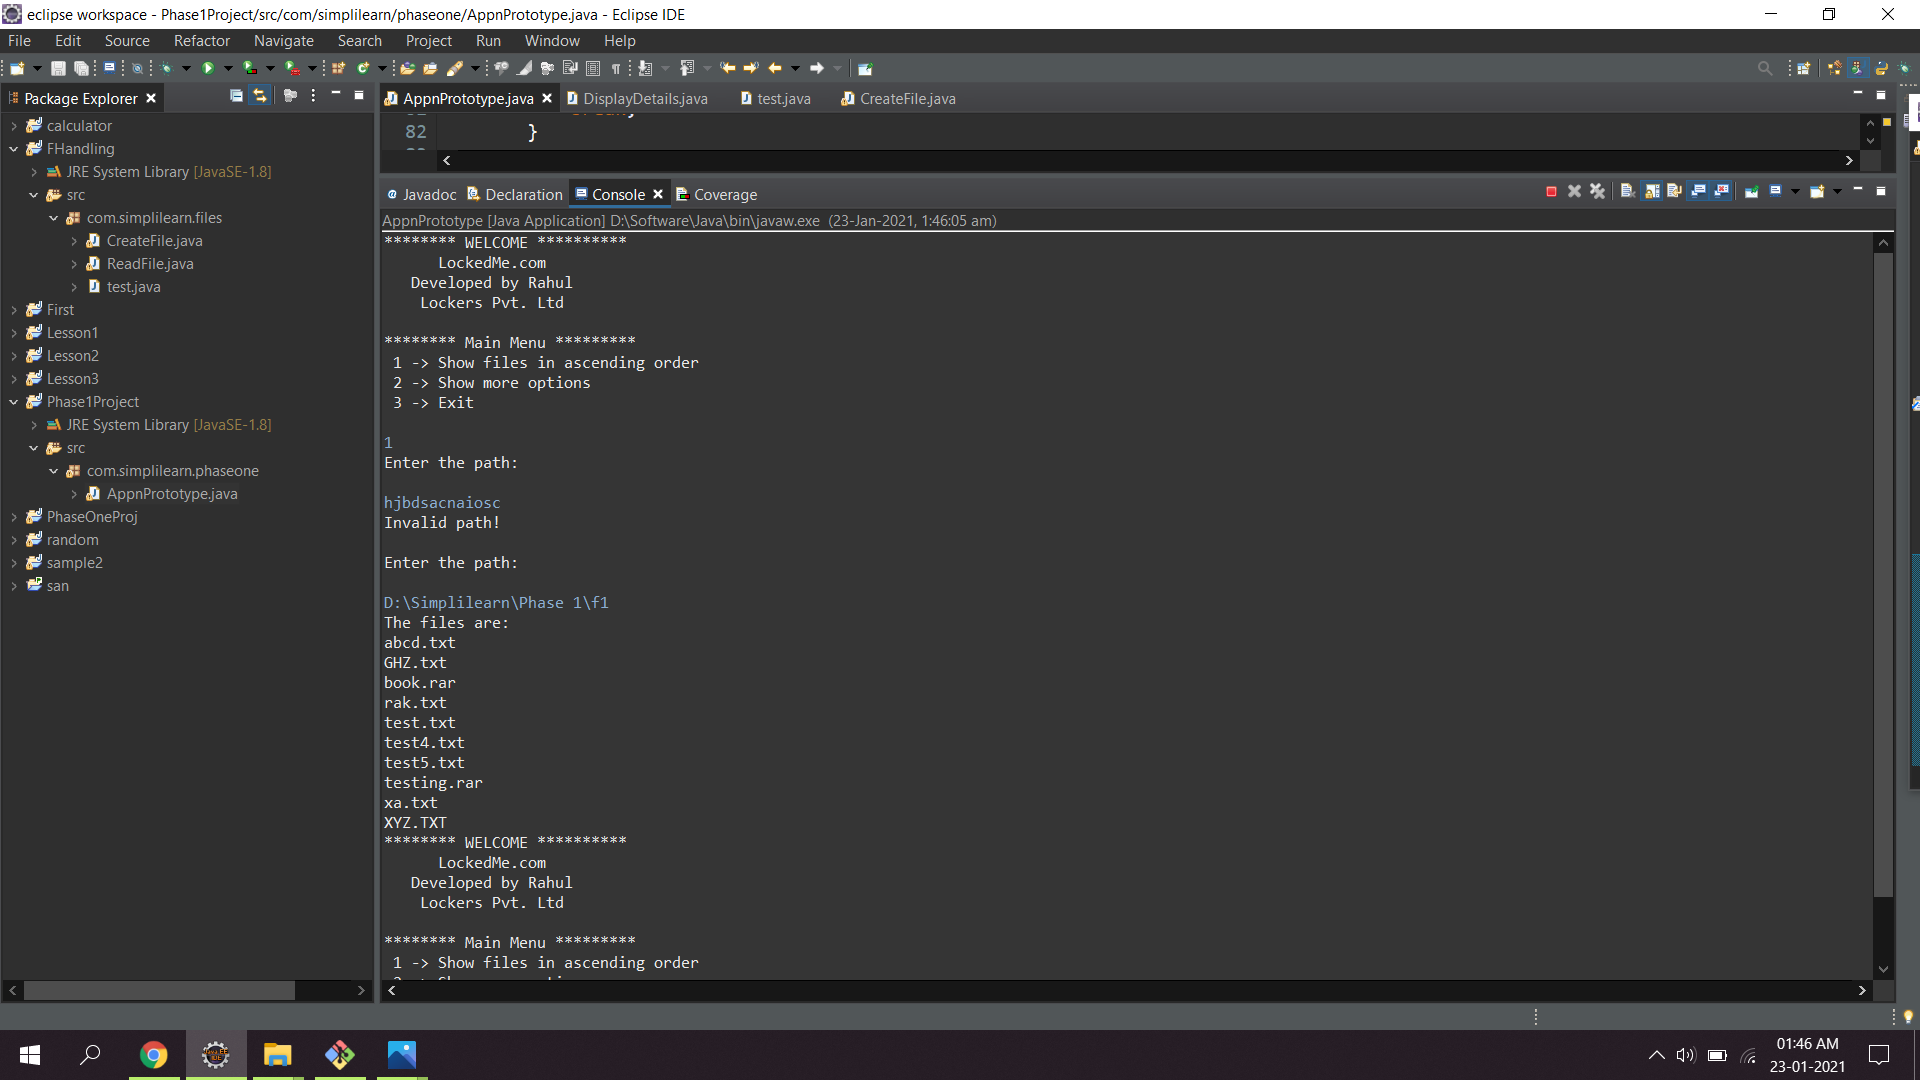 eclipse workspace - Phase1Project/src/com/simplilearn/phaseone/AppnPrototype.java - Eclipse IDE
File Edit Source Refactor Navigate Search Project Run Window Help
Package Explorer
calculator
FHandling
JRE System Library [JavaSE-1.8]
src
com.simplilearn.files
CreateFile.java
ReadFile.java
test.java
First
Lesson1
Lesson2
Lesson3
Phase1Project
JRE System Library [JavaSE-1.8]
src
com.simplilearn.phaseone
AppnPrototype.java
PhaseOneProj
random
sample2
san
AppnPrototype.java DisplayDetails.java test.java CreateFile.java
82 }
Javadoc Declaration Console Coverage
AppnPrototype [Java Application] D:\Software\Java\bin\javaw.exe (23-Jan-2021, 1:46:05 am)
******** WELCOME **********
LockedMe.com
Developed by Rahul
Lockers Pvt. Ltd
******** Main Menu *********
1 -> Show files in ascending order
2 -> Show more options
3 -> Exit
1
Enter the path:
hjbdsacnaiosc
Invalid path!
Enter the path:
D:\Simplilearn\Phase 1\f1
The files are:
abcd.txt
GHZ.txt
book.rar
rak.txt
test.txt
test4.txt
test5.txt
testing.rar
xa.txt
XYZ.TXT
******** WELCOME **********
LockedMe.com
Developed by Rahul
Lockers Pvt. Ltd
******** Main Menu *********
1 -> Show files in ascending order
01:46 AM
23-01-2021